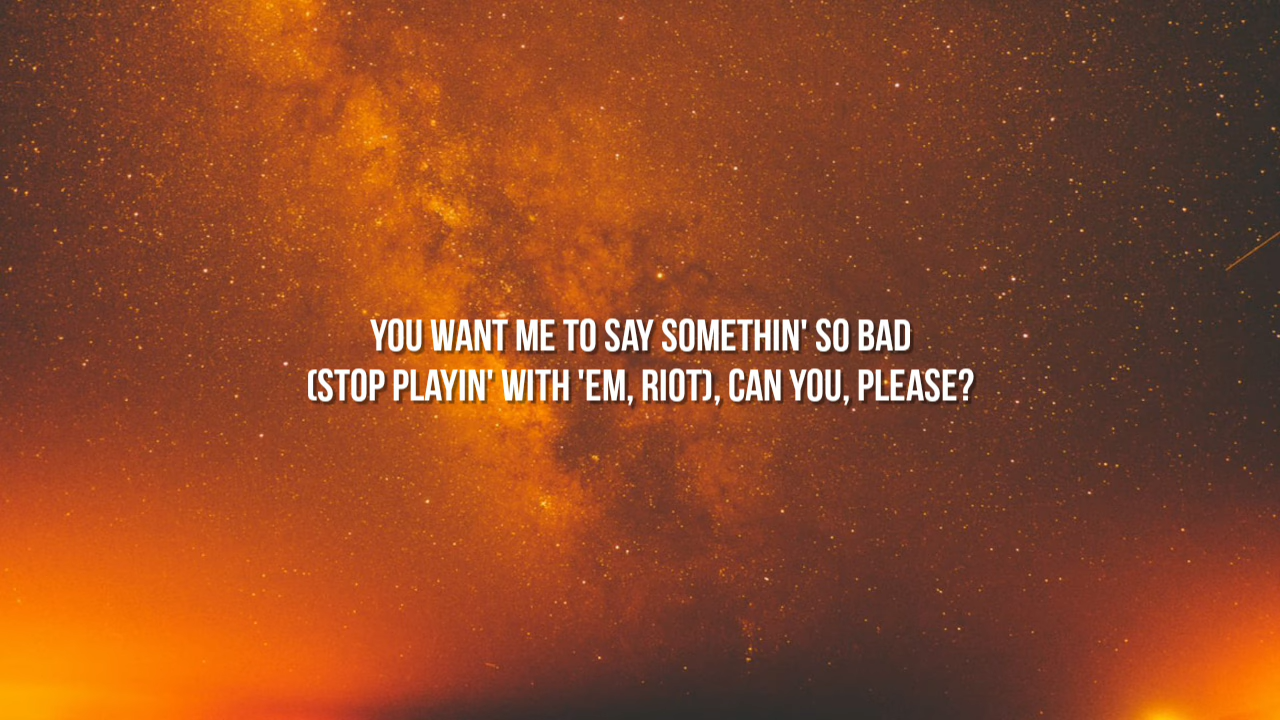 YOU WANT ME TO SAY SOMETHIN' SO BAD
(STOP PLAYIN' WITH 'EM, RIOT), CAN YOU, PLEASE?